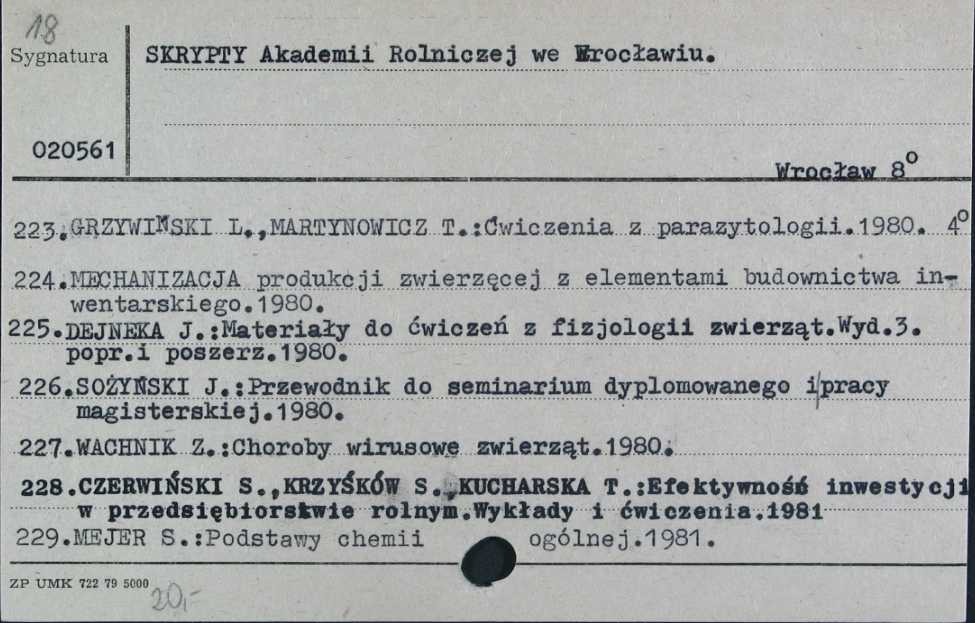 18
Sygnatura
SKRYPTY Akademii Rolniczej we Wrocławiu.
020561
Wrocław 8º
223.GRZYWIŃSKI L.,MARTYNOWICZ T.:Ćwiczenia z parazytologii.1980. 4º
224.MECHANIZACJA produkcji zwierzęcej z elementami budownictwa in-
wentarskiego.1980.
225.DEJNEKA J.:Materiały do ćwiczeń z fizjologii zwierząt.Wyd.3.
popr.i poszerz.1980.
226.SOŻYŃSKI J.:Przewodnik do seminarium dyplomowanego i|pracy
magisterskiej.1980.
227.WACHNIK Z.:Choroby wirusowe zwierząt.1980.
228.CZERWIŃSKI S.,KRZYŚKÓW S.,KUCHARSKA T.:Efektywność inwestycji
w przedsiębiorstwie rolnym.Wykłady i ćwiczenia.1981
229.MEJER S.:Podstawy chemii ogólnej.1981.
ZP UMK 722 79 5000
20,-